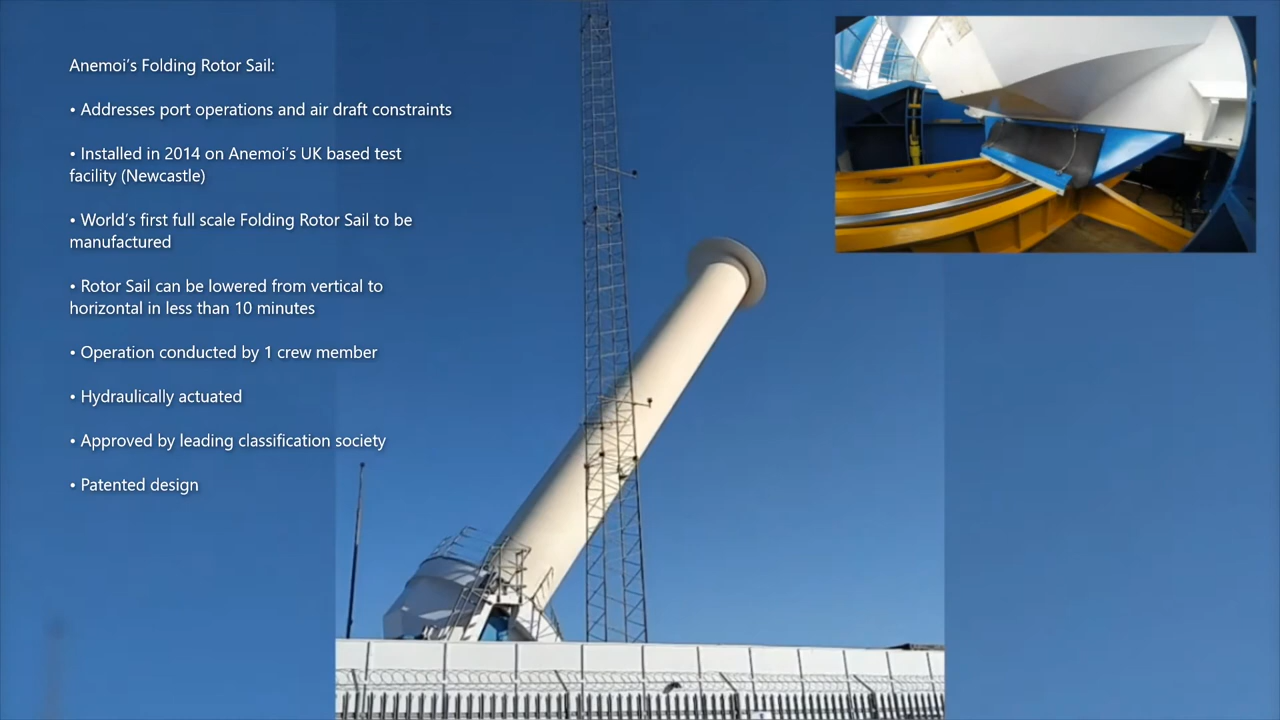 Anemoi's Folding Rotor Sail:
• Addresses port operations and air draft constraints
• Installed in 2014 on Anemoi's UK based test
facility (Newcastle)
• World's first full scale Folding Rotor Sail to be
manufactured
• Rotor Sail can be lowered from vertical to
horizontal in less than 10 minutes
• Operation conducted by 1 crew member
• Hydraulically actuated
• Approved by leading classification society
• Patented design